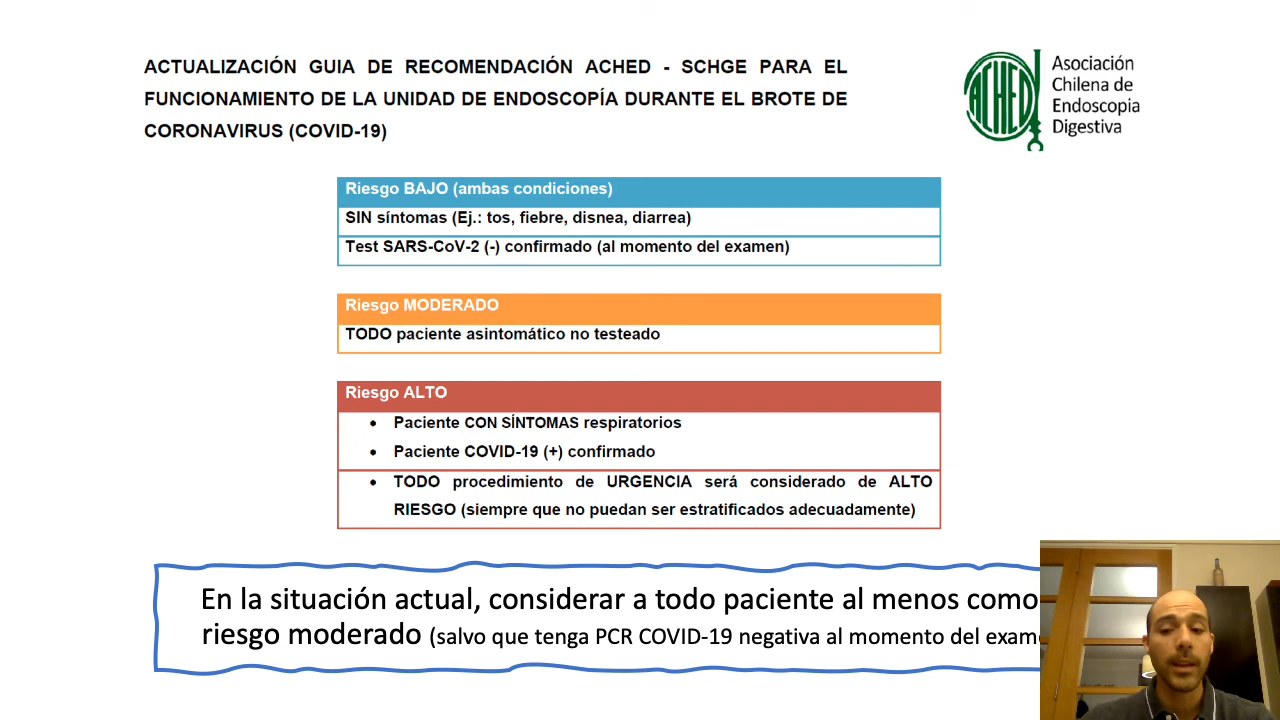 ACTUALIZACIÓN GUIA DE RECOMENDACIÓN ACHED - SCHGE PARA EL
FUNCIONAMIENTO DE LA UNIDAD DE ENDOSCOPÍA DURANTE EL BROTE DE
CORONAVIRUS (COVID-19)
ACHED
Asociación
Chilena de
Endoscopia
Digestiva
Riesgo BAJO (ambas condiciones)
SIN síntomas (Ej.: tos, fiebre, disnea, diarrea)
Test SARS-CoV-2 (-) confirmado (al momento del examen)
Riesgo MODERADO
TODO paciente asintomático no testeado
Riesgo ALTO
• Paciente CON SÍNTOMAS respiratorios
• Paciente COVID-19 (+) confirmado
• TODO procedimiento de URGENCIA será considerado de ALTO
RIESGO (siempre que no puedan ser estratificados adecuadamente)
En la situación actual, considerar a todo paciente al menos como
riesgo moderado (salvo que tenga PCR COVID-19 negativa al momento del